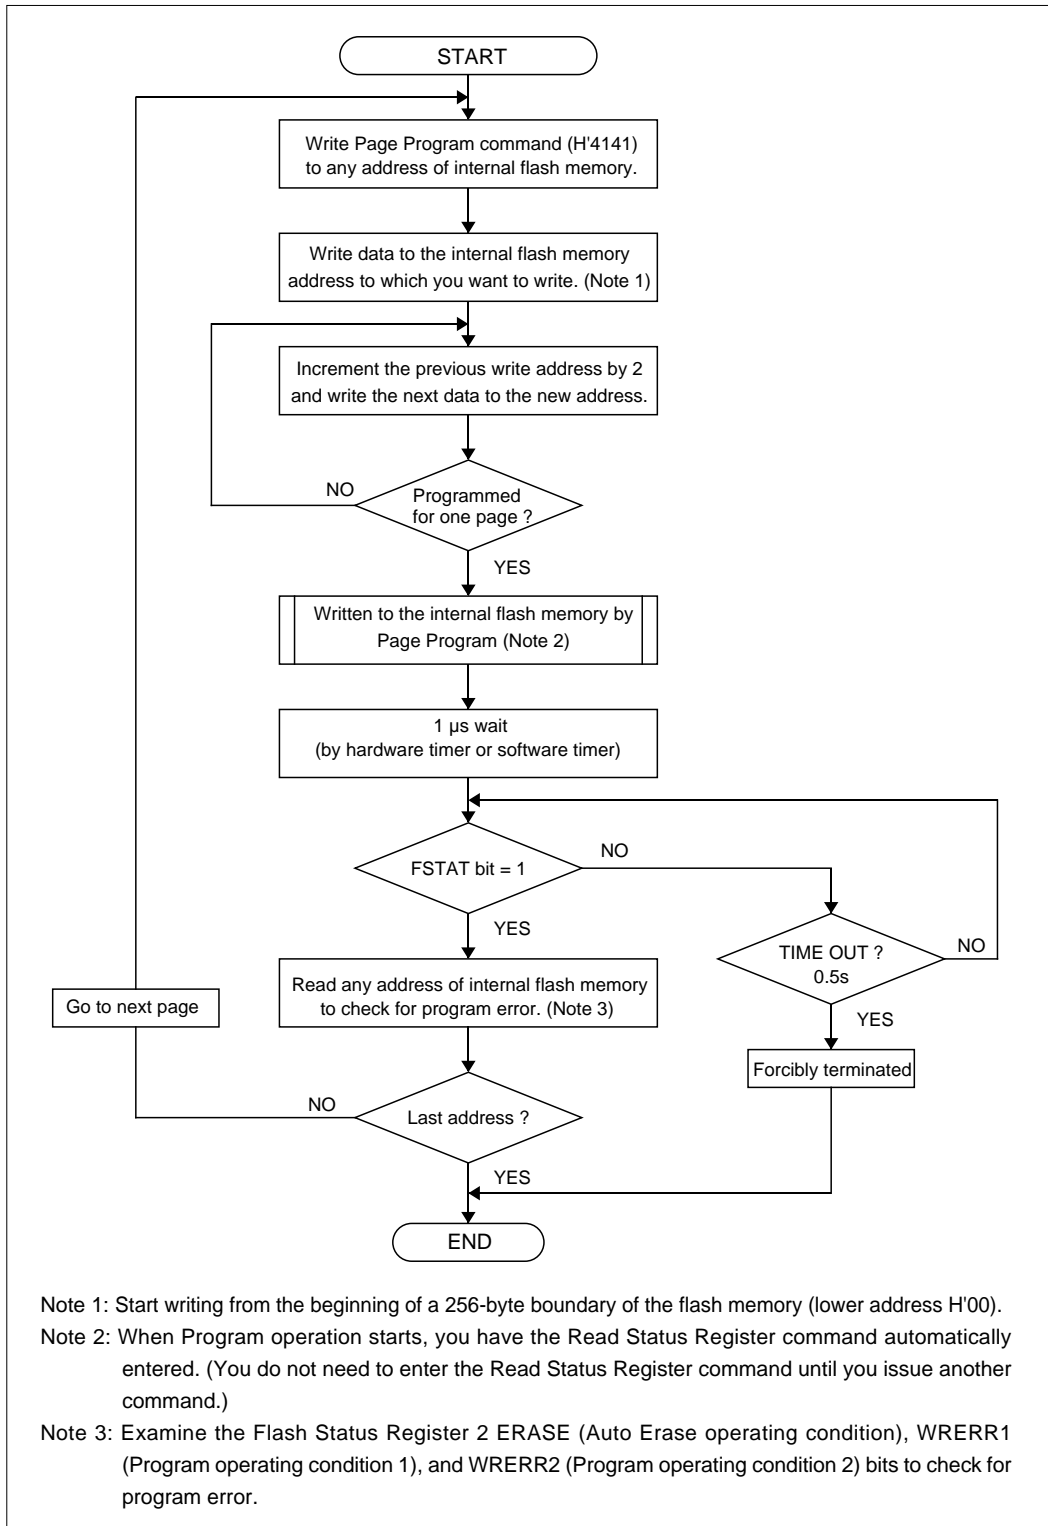 START
Write Page Program command (H'4141)
to any address of internal flash memory.
Write data to the internal flash memory
address to which you want to write. (Note 1)
Increment the previous write address by 2
and write the next data to the new address.
NO
Programmed
for one page ?
YES
Written to the internal flash memory by
Page Program (Note 2)
1 µs wait
(by hardware timer or software timer)
FSTAT bit = 1
NO
YES
TIME OUT ?
0.5s
NO
YES
Read any address of internal flash memory
to check for program error. (Note 3)
Go to next page
Forcibly terminated
NO
Last address ?
YES
END
Note 1: Start writing from the beginning of a 256-byte boundary of the flash memory (lower address H'00).
Note 2: When Program operation starts, you have the Read Status Register command automatically
entered. (You do not need to enter the Read Status Register command until you issue another
command.)
Note 3: Examine the Flash Status Register 2 ERASE (Auto Erase operating condition), WRERR1
(Program operating condition 1), and WRERR2 (Program operating condition 2) bits to check for
program error.